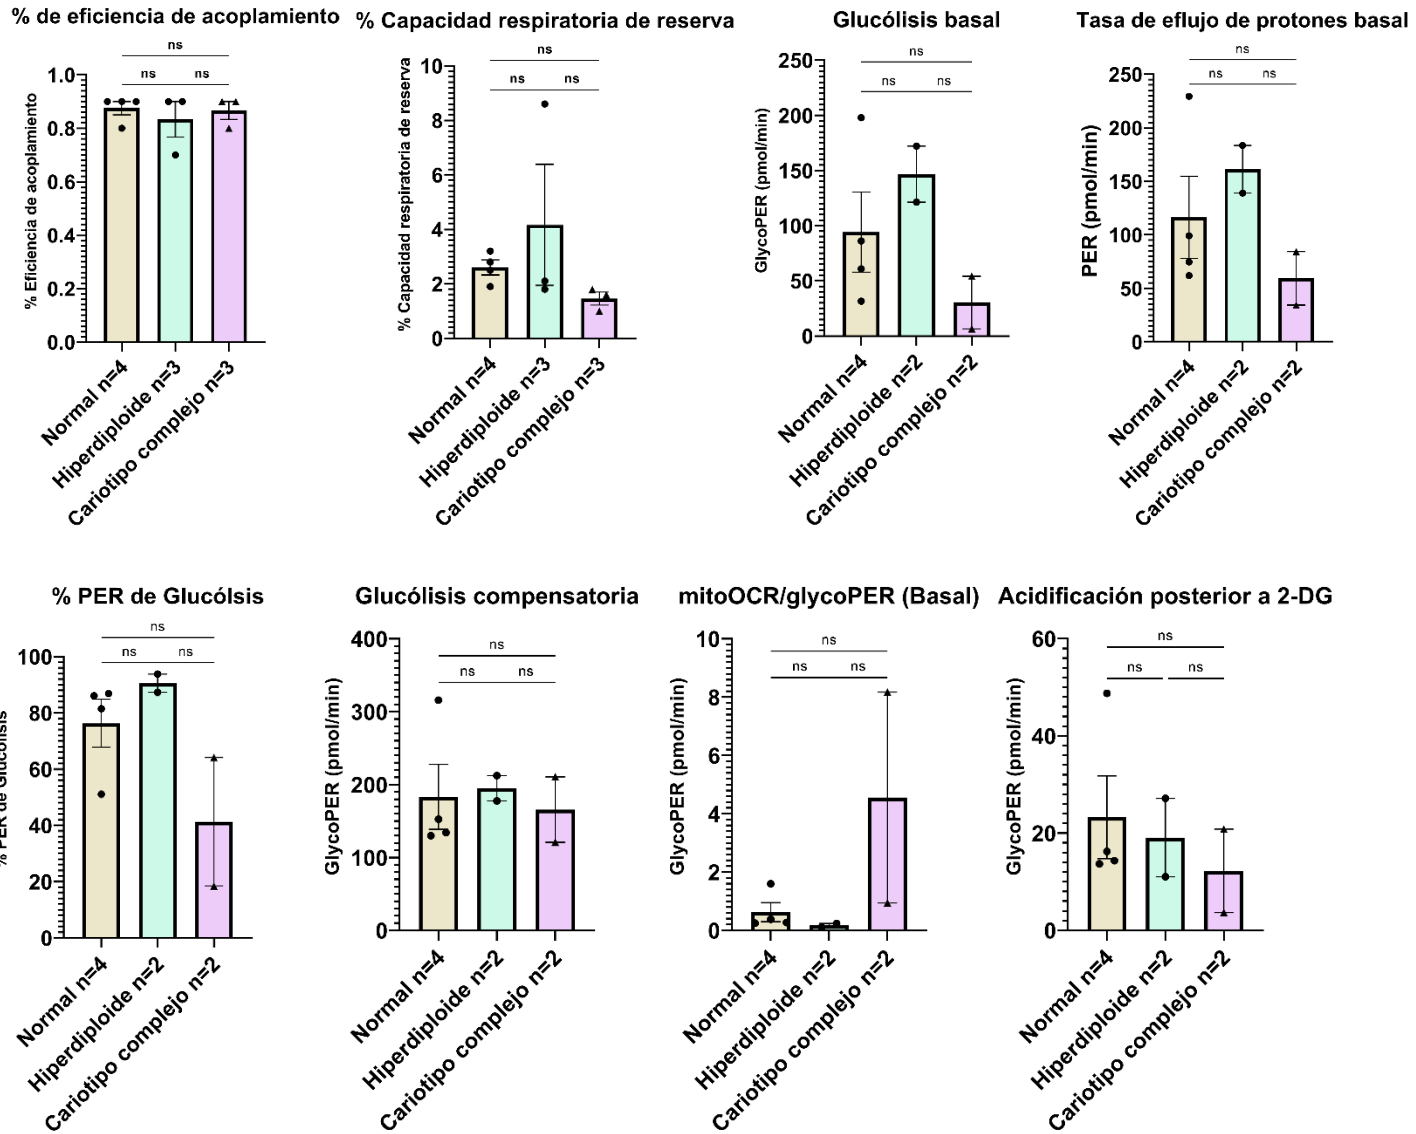 % de eficiencia de acoplamiento
% Eficiencia de acoplamiento
ns
ns ns
1.0
0.8
0.6
0.4
0.2
0.0
Normal n=4
Hiperdiploide n=3
Cariotipo complejo n=3
% Capacidad respiratoria de reserva
% Capacidad respiratoria de reserva
ns
ns ns
10
8
6
4
2
0
Normal n=4
Hiperdiploide n=3
Cariotipo complejo n=3
Glucólisis basal
GlycoPER (pmol/min)
ns
ns ns
250
200
150
100
50
0
Normal n=4
Hiperdiploide n=2
Cariotipo complejo n=2
Tasa de eflujo de protones basal
PER (pmol/min)
ns
ns ns
250
200
150
100
50
0
Normal n=4
Hiperdiploide n=2
Cariotipo complejo n=2
% PER de Glucólsis
% PER de Glucólisis
ns
ns ns
100
80
60
40
20
0
Normal n=4
Hiperdiploide n=2
Cariotipo complejo n=2
Glucólisis compensatoria
GlycoPER (pmol/min)
ns
ns ns
400
300
200
100
0
Normal n=4
Hiperdiploide n=2
Cariotipo complejo n=2
mitoOCR/glycoPER (Basal)
GlycoPER (pmol/min)
ns
ns ns
10
8
6
4
2
0
Normal n=4
Hiperdiploide n=2
Cariotipo complejo n=2
Acidificación posterior a 2-DG
GlycoPER (pmol/min)
ns
ns ns
60
40
20
0
Normal n=4
Hiperdiploide n=2
Cariotipo complejo n=2